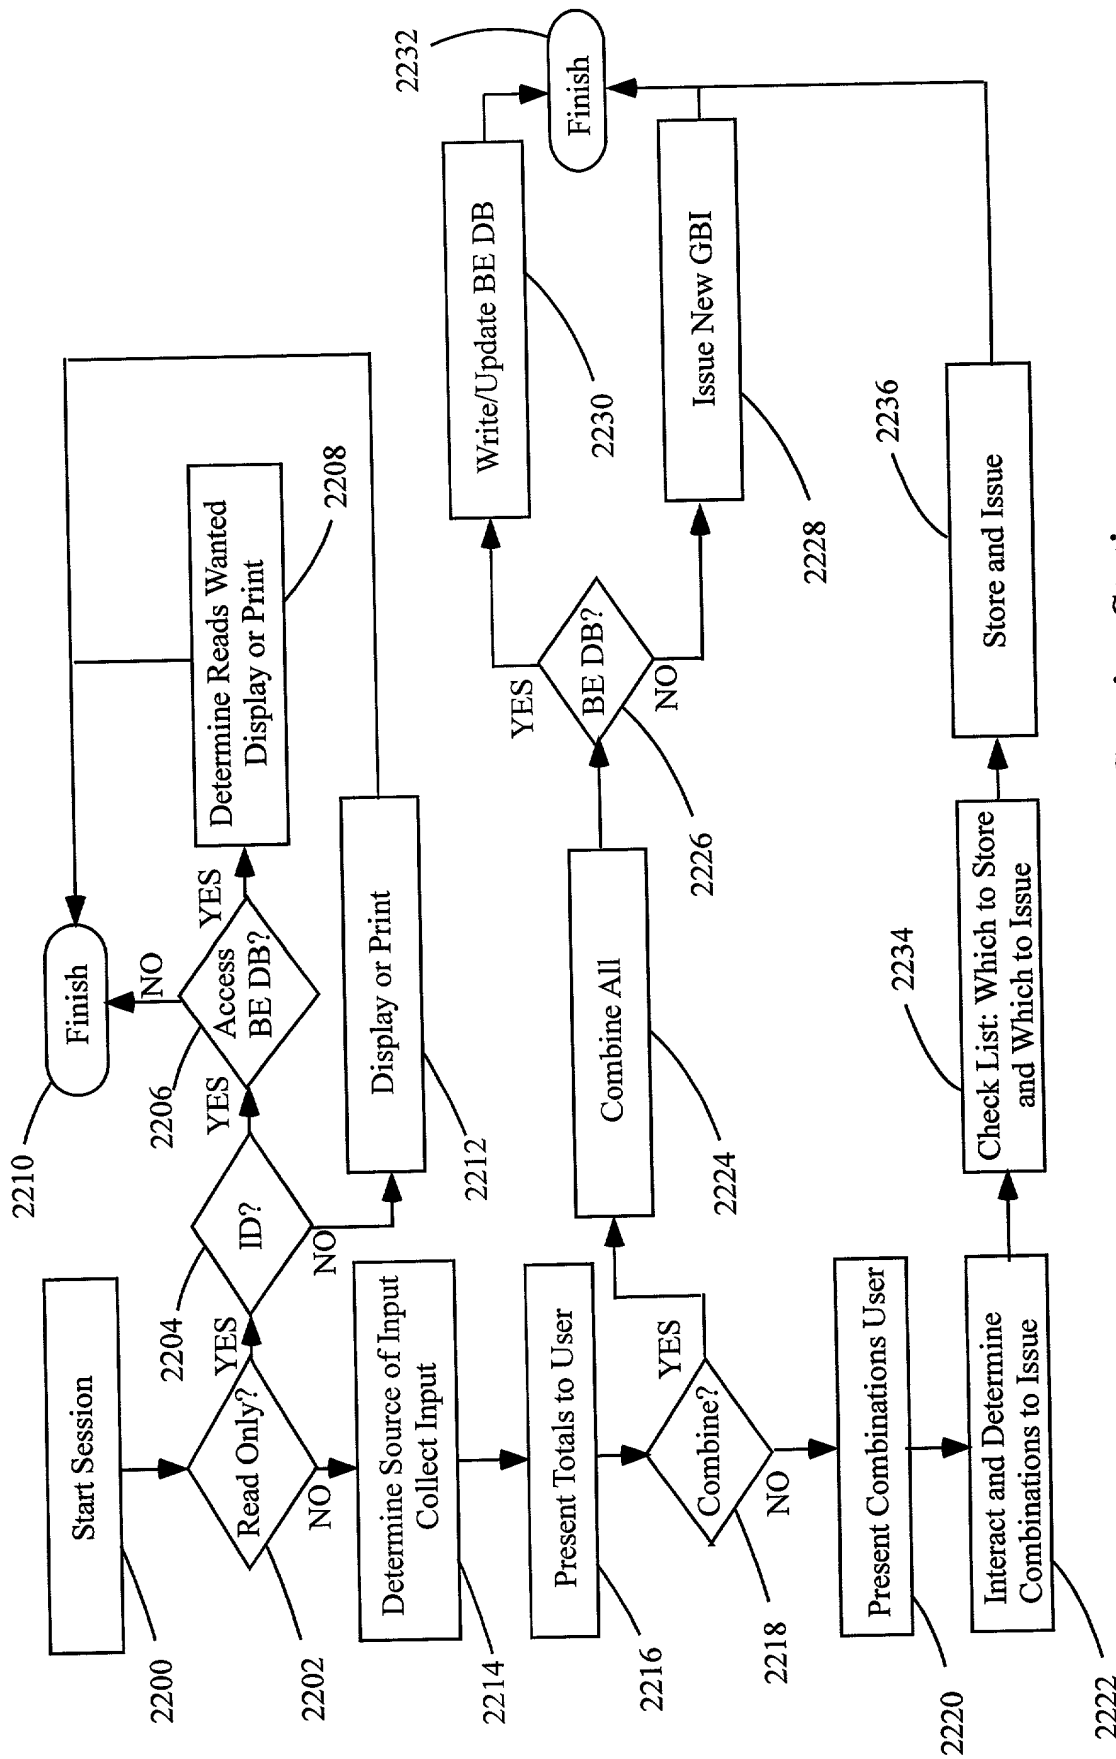 Start Session
2200
Read Only?
2202
YES
NO
ID?
2204
YES
NO
Access
BE DB?
2206
YES
NO
Determine Reads Wanted
Display or Print
2208
Finish
2210
Display or Print
2212
Determine Source of Input
Collect Input
2214
Present Totals to User
2216
Combine?
2218
YES
NO
Combine All
2224
BE DB?
2226
YES
NO
Write/Update BE DB
2230
Issue New GBI
2228
Finish
2232
Present Combinations User
2220
Interact and Determine
Combinations to Issue
2222
Check List: Which to Store
and Which to Issue
2234
Store and Issue
2236